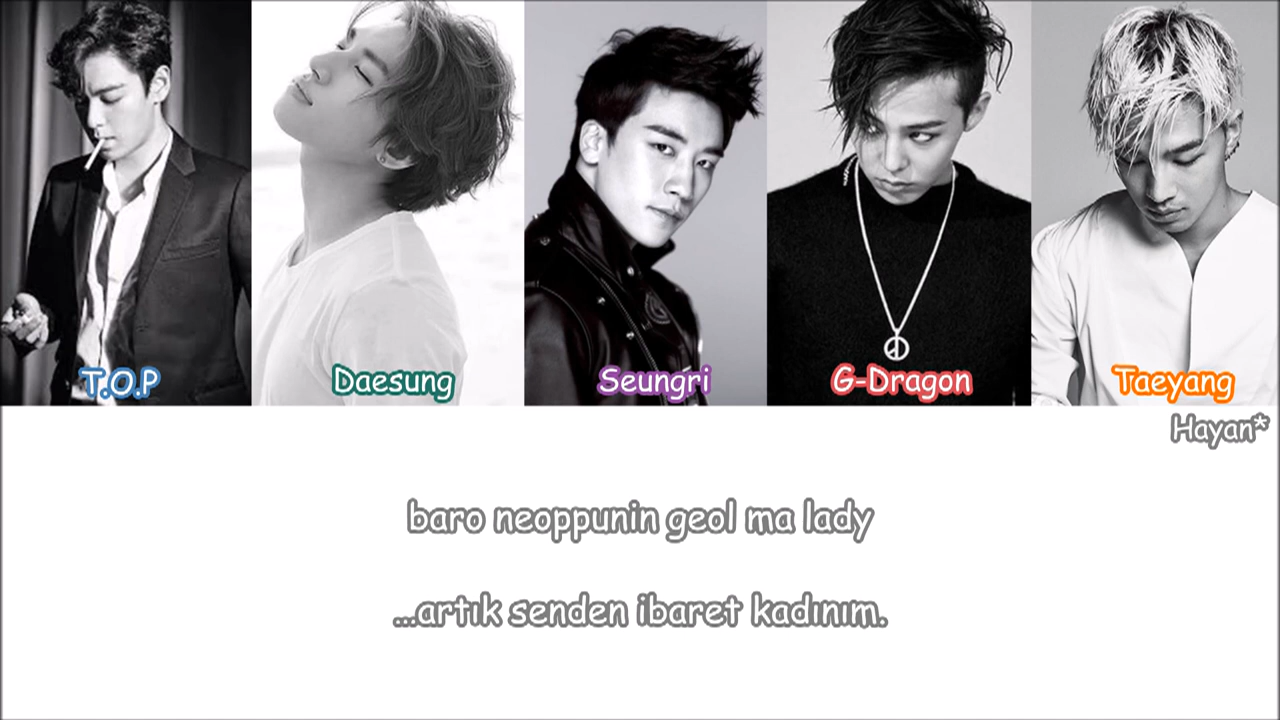 T.O.P Daesung Seungri G-Dragon Taeyang
Hayan*
baro neoppunin geol ma lady
...artık senden ibaret kadınım.